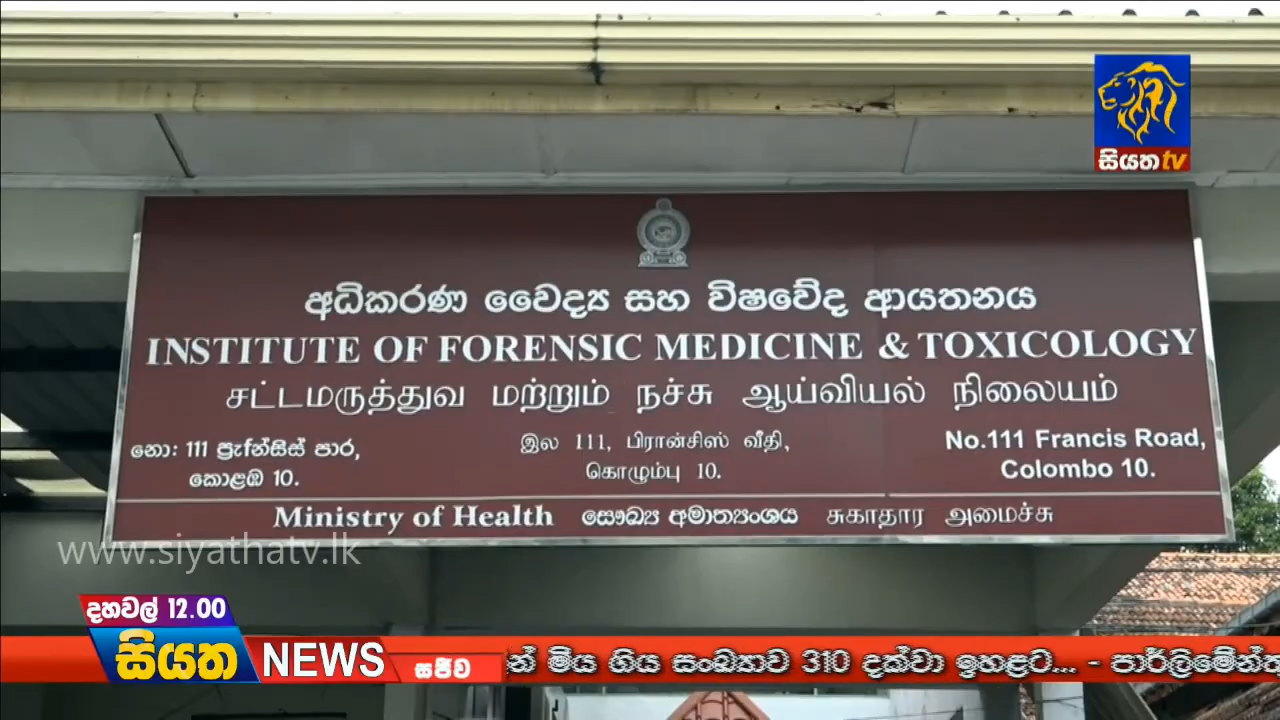 සියත tv
අධිකරණ වෛද්‍ය සහ විෂවේද ආයතනය
INSTITUTE OF FORENSIC MEDICINE & TOXICOLOGY
சட்டமருத்துவ மற்றும் நச்சு ஆய்வியல் நிலையம்
නො: 111 ප්‍රැන්සිස් පාර,
කොළඹ 10.
இல 111, பிரான்சிஸ் வீதி,
கொழும்பு 10.
No.111 Francis Road,
Colombo 10.
Ministry of Health සෞඛ්‍ය අමාත්‍යංශය சுகாதார அமைச்சு
www.siyathatv.lk
දහවල් 12.00
සියත NEWS
සජීව
මිය ගිය සංඛ්‍යාව 310 දක්වා ඉහළට... -